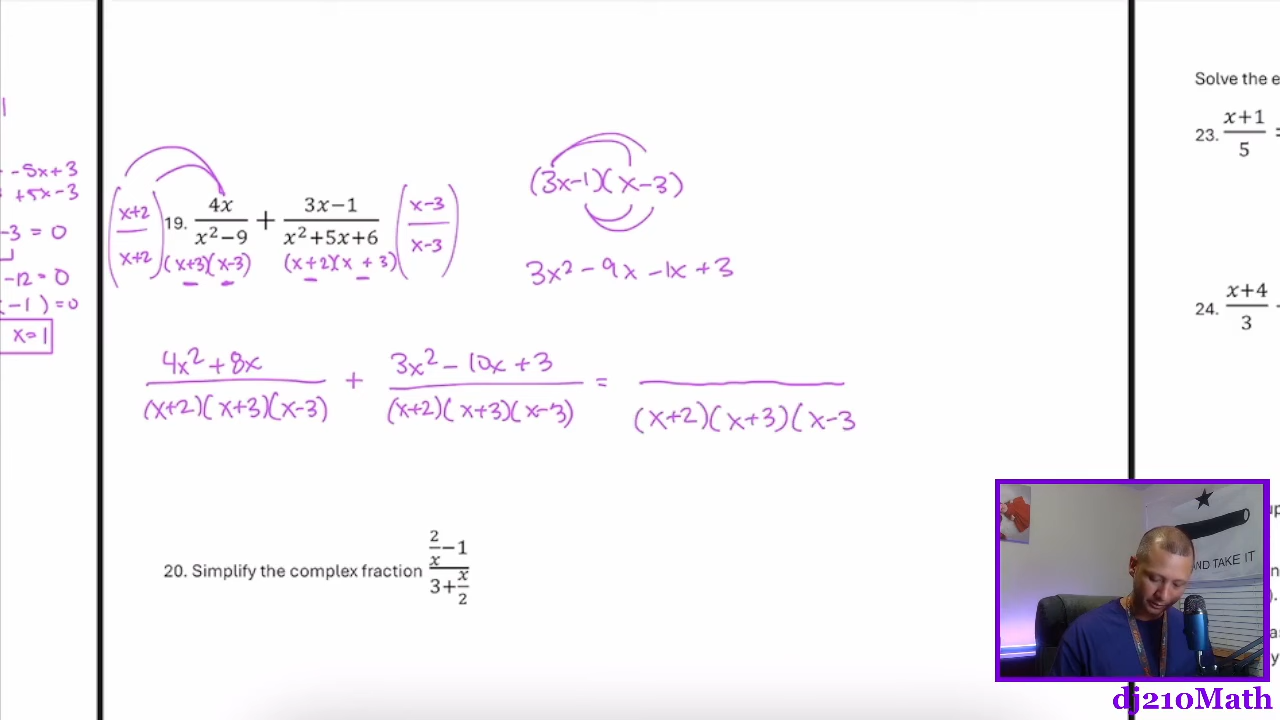 1
- 5x+3
+5x-3
-3 = 0
-12 = 0
(-1) = 0
x=1
(x+2)/(x+2) 19. 4x/(x²-9) + (3x-1)/(x²+5x+6) (x-3)/(x-3)
(x+3)(x-3) (x+2)(x+3)
(3x-1)(x-3)
3x² - 9x - 1x + 3
(4x²+8x)/((x+2)(x+3)(x-3)) + (3x² - 10x + 3)/((x+2)(x+3)(x-3)) = /((x+2)(x+3)(x-3
20. Simplify the complex fraction (2/x - 1)/(3 + x/2)
Solve the e
23. (x+1)/5 =
24. (x+4)/3 -
AND TAKE IT
dj210Math